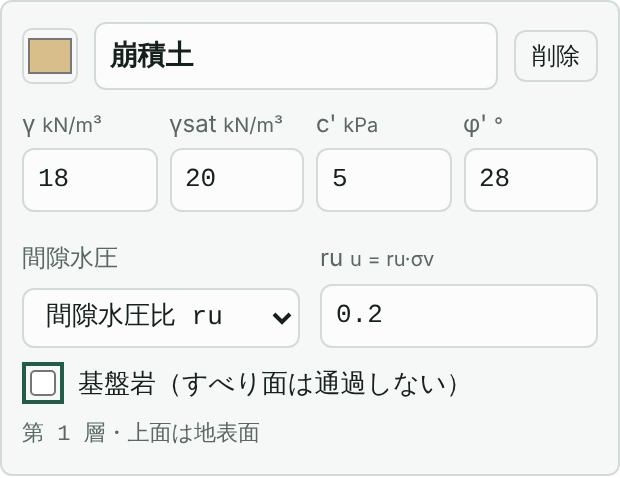 崩積土 削除
γ kN/m³ γsat kN/m³ c' kPa φ' °
18 20 5 28
間隙水圧 ru u = ru·σv
間隙水圧比 ru 0.2
基盤岩（すべり面は通過しない）
第 1 層・上面は地表面